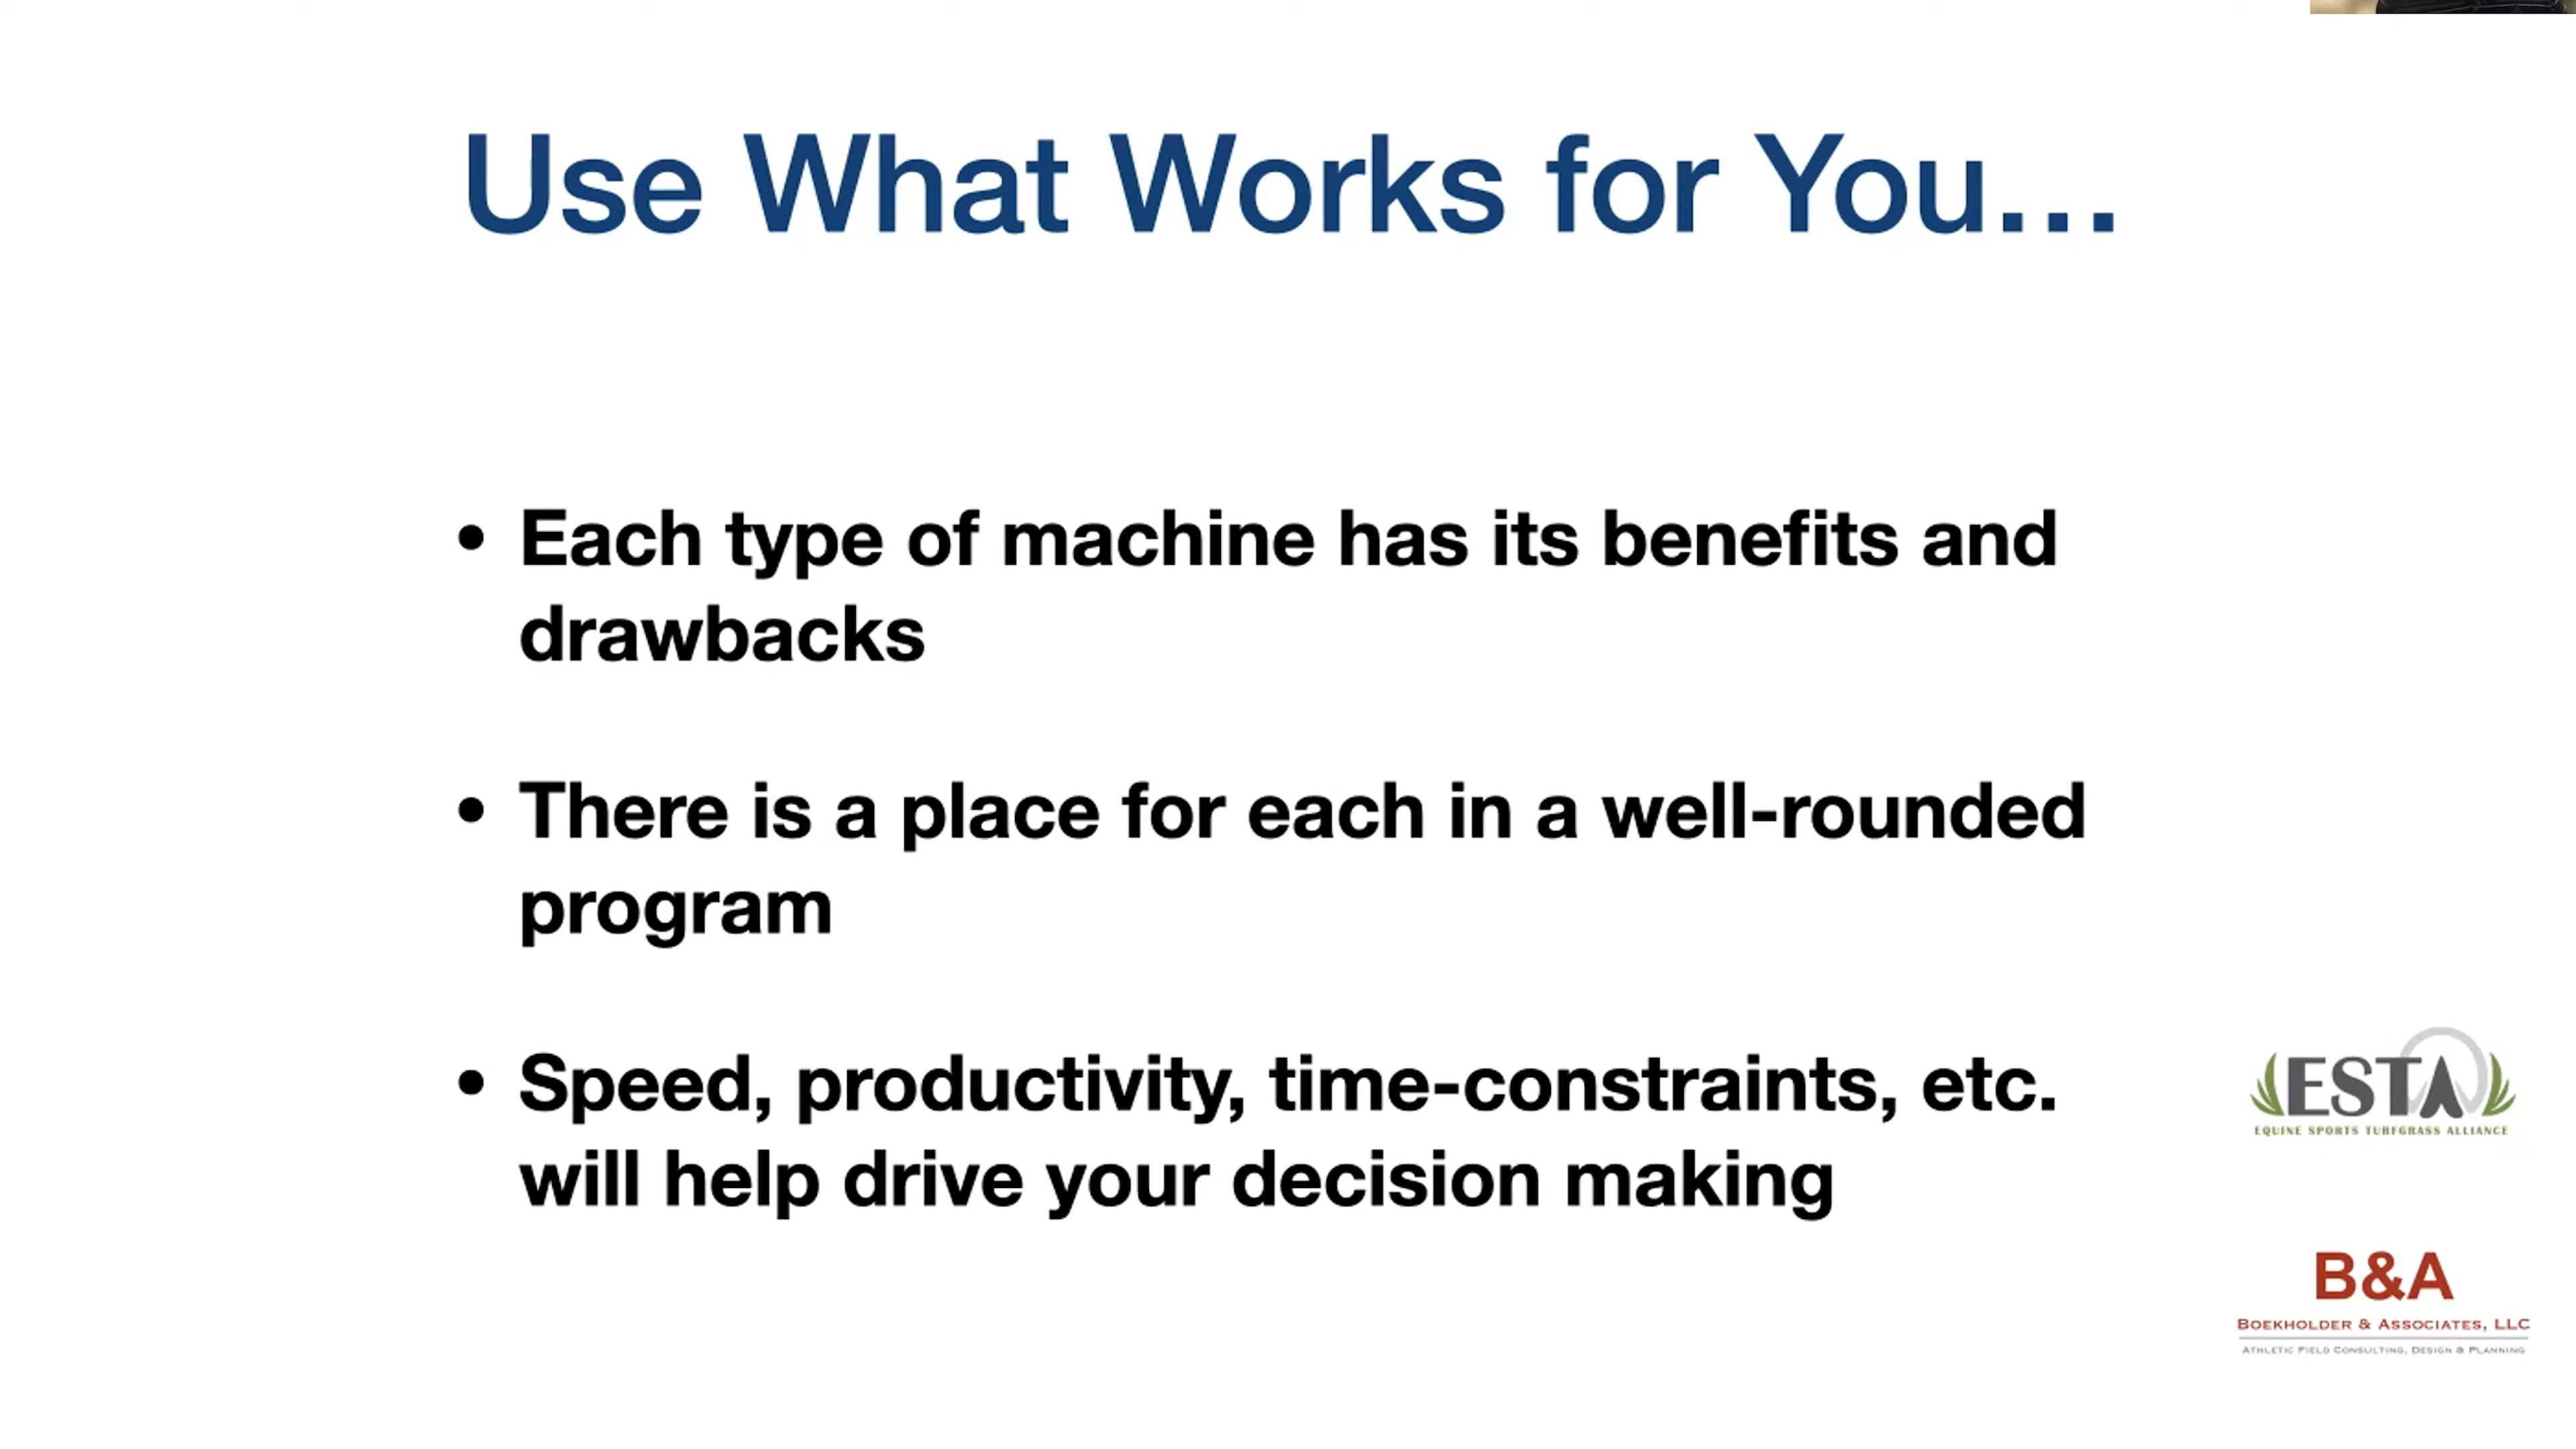 Use What Works for You…
• Each type of machine has its benefits and
drawbacks
• There is a place for each in a well-rounded
program
• Speed, productivity, time-constraints, etc.
will help drive your decision making
ESTA
EQUINE SPORTS TURFGRASS ALLIANCE
B&A
BOEKHOLDER & ASSOCIATES, LLC
ATHLETIC FIELD CONSULTING, DESIGN & PLANNING